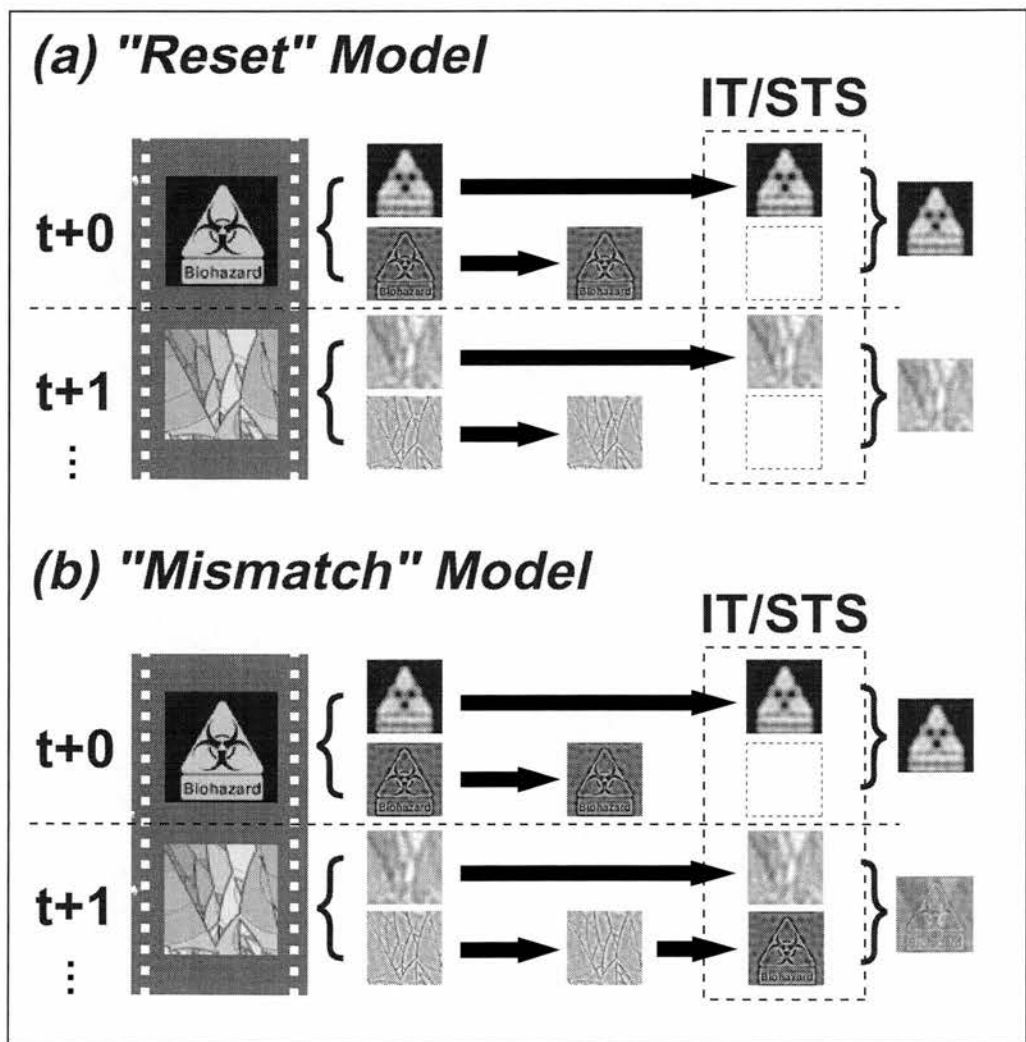 (a) "Reset" Model
IT/STS
t+0
Biohazard
Biohazard
Biohazard
t+1
...
(b) "Mismatch" Model
IT/STS
t+0
Biohazard
Biohazard
Biohazard
t+1
Biohazard
...